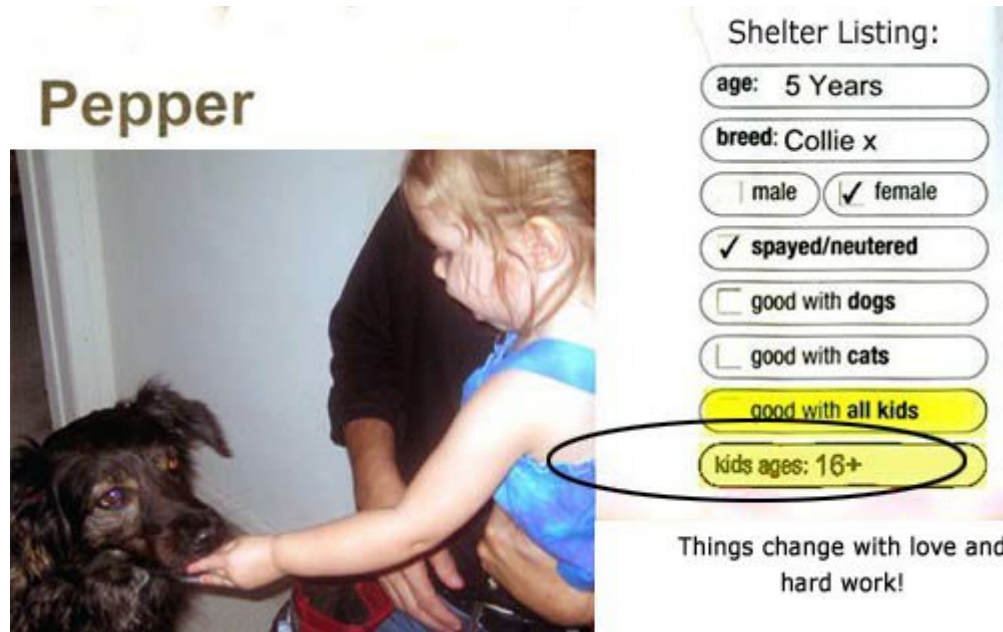 Pepper
Shelter Listing:
age: 5 Years
breed: Collie x
male female
spayed/neutered
good with dogs
good with cats
good with all kids
kids ages: 16+
Things change with love and
hard work!